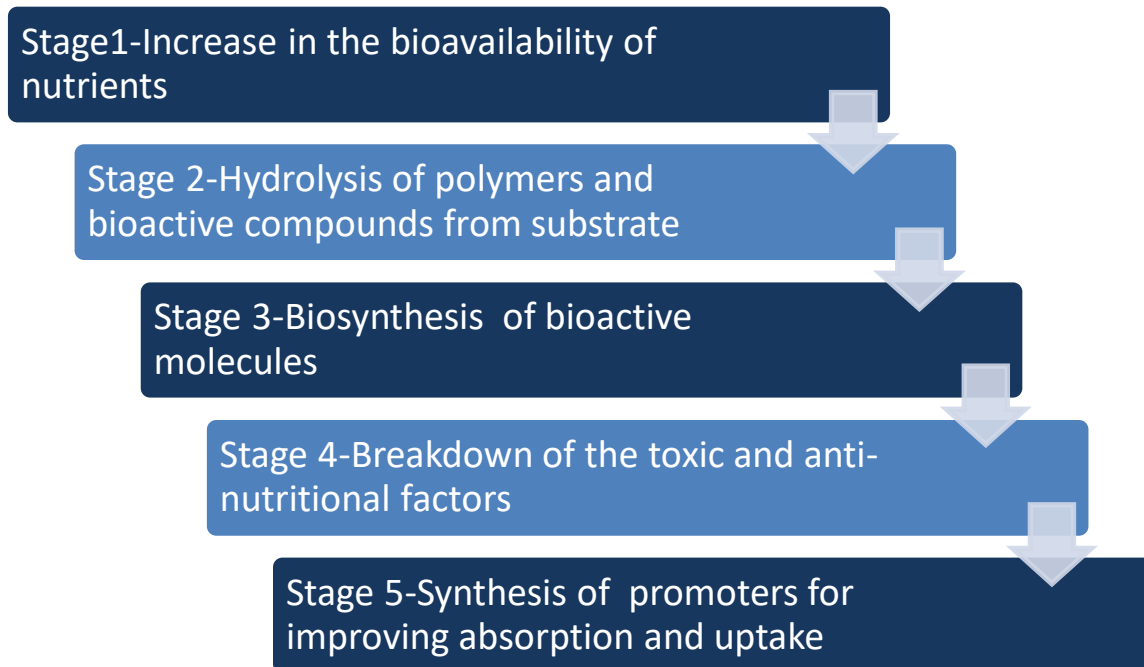 Stage1-Increase in the bioavailability of
nutrients
Stage 2-Hydrolysis of polymers and
bioactive compounds from substrate
Stage 3-Biosynthesis  of bioactive
molecules
Stage 4-Breakdown of the toxic and anti-
nutritional factors
Stage 5-Synthesis of  promoters for
improving absorption and uptake